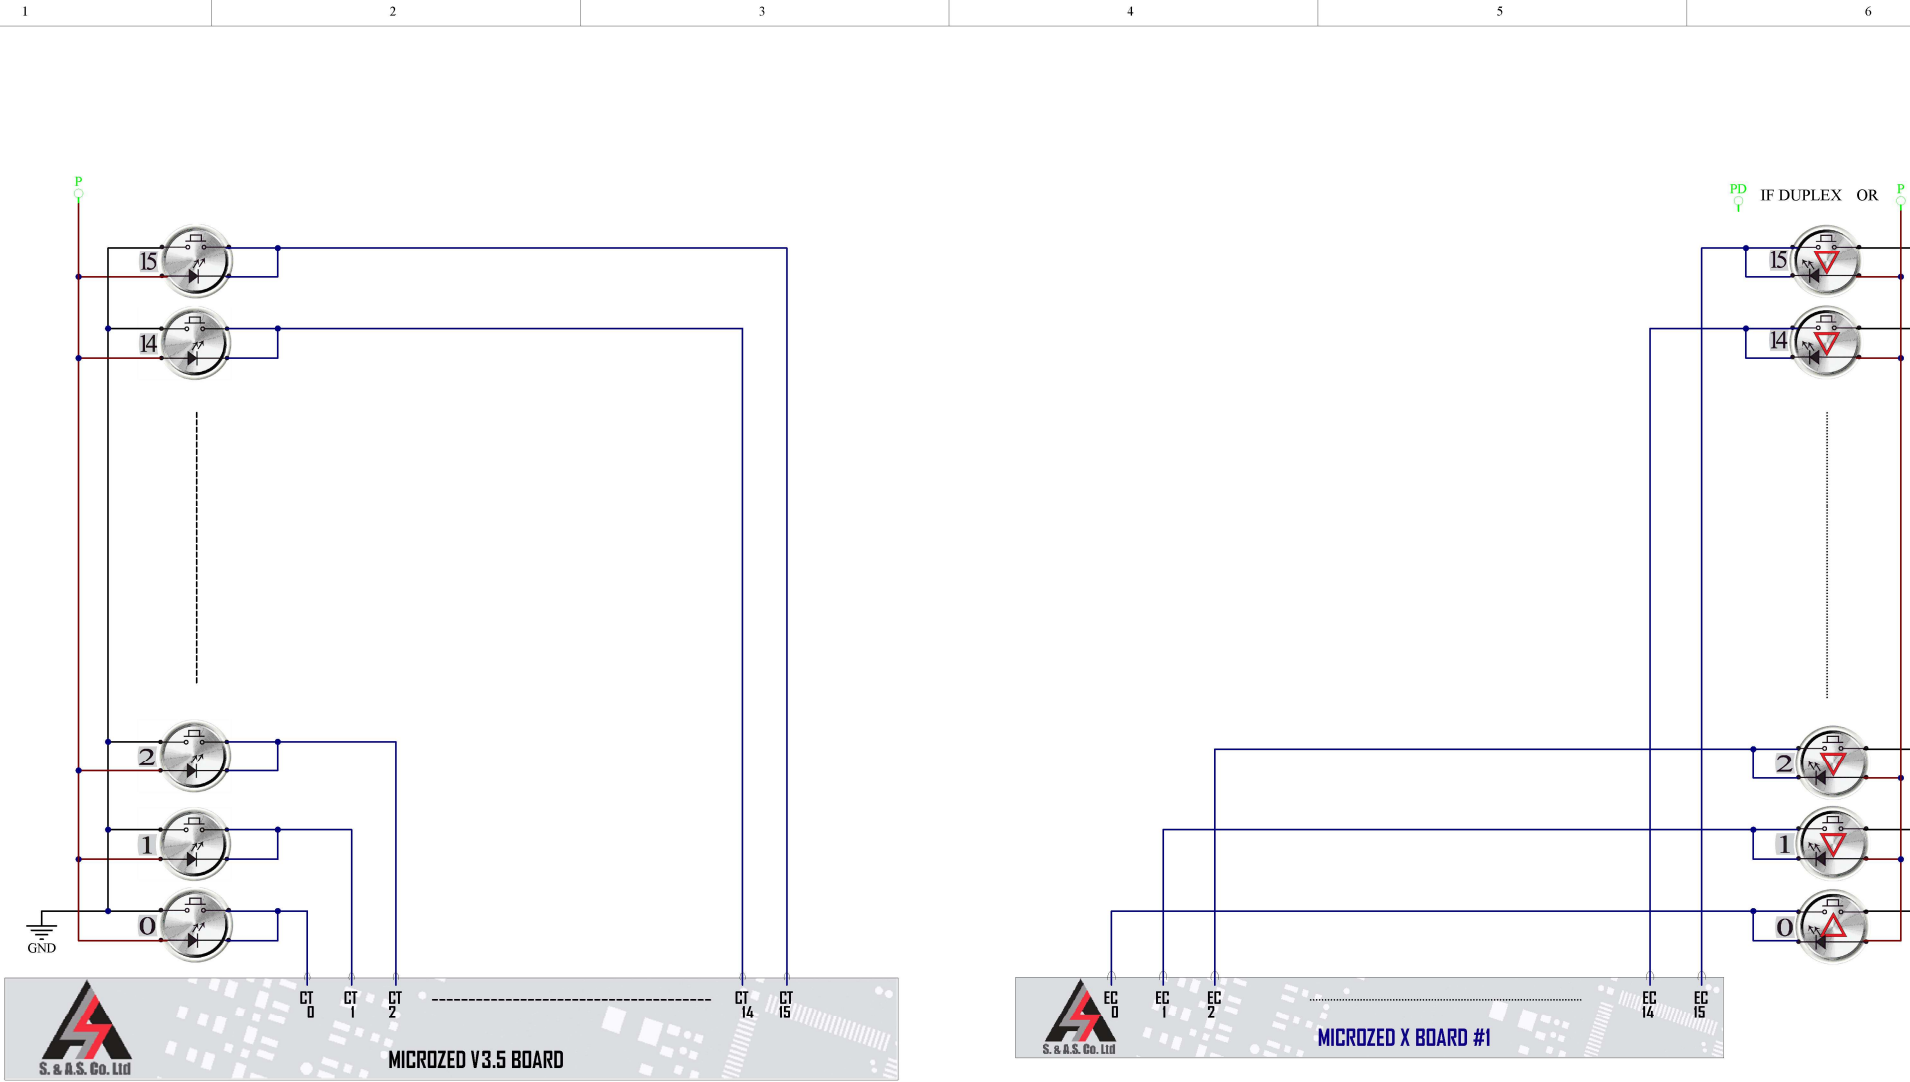 1 2 3 4 5 6
P
PD IF DUPLEX OR P
15 15
14 14
2 2
1 1
0 0
GND
CT 0
CT 1
CT 2
CT 14
CT 15
EC 0
EC 1
EC 2
EC 14
EC 15
S. & A.S. Co. Ltd
MICROZED V3.5 BOARD
S. & A.S. Co. Ltd
MICROZED X BOARD #1